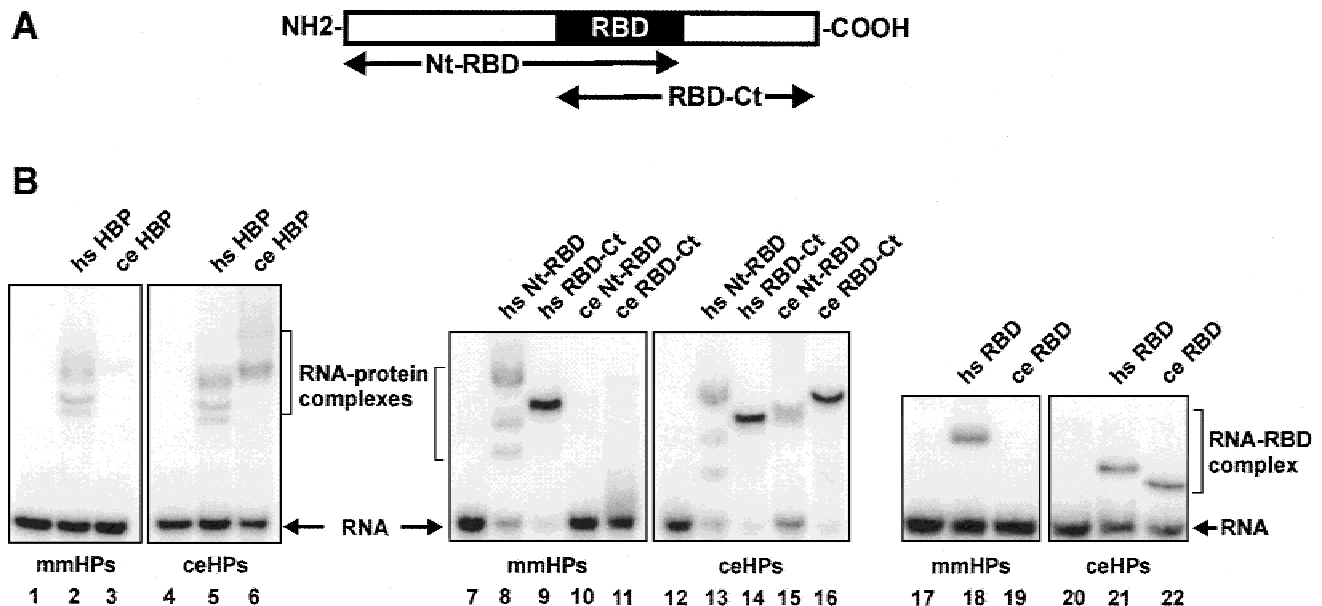 A
NH2-
RBD
-COOH
Nt-RBD
RBD-Ct
B
hs HBP
ce HBP
hs HBP
ce HBP
RNA-protein
complexes
RNA
mmHPs
ceHPs
1 2 3 4 5 6
hs Nt-RBD
hs RBD-Ct
ce Nt-RBD
ce RBD-Ct
hs Nt-RBD
hs RBD-Ct
ce Nt-RBD
ce RBD-Ct
mmHPs
ceHPs
7 8 9 10 11 12 13 14 15 16
hs RBD
ce RBD
hs RBD
ce RBD
RNA-RBD
complex
RNA
mmHPs
ceHPs
17 18 19 20 21 22